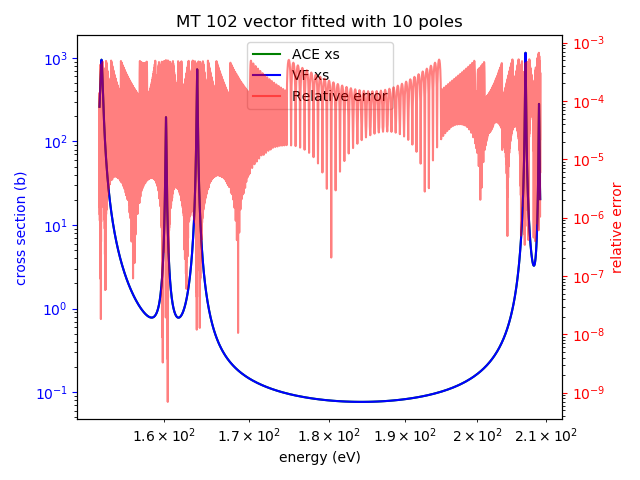 MT 102 vector fitted with 10 poles
ACE xs
VF xs
Relative error
cross section (b)
10³
10²
10¹
10⁰
10⁻¹
relative error
10⁻³
10⁻⁴
10⁻⁵
10⁻⁶
10⁻⁷
10⁻⁸
10⁻⁹
1.6 × 10² 1.7 × 10² 1.8 × 10² 1.9 × 10² 2 × 10² 2.1 × 10²
energy (eV)